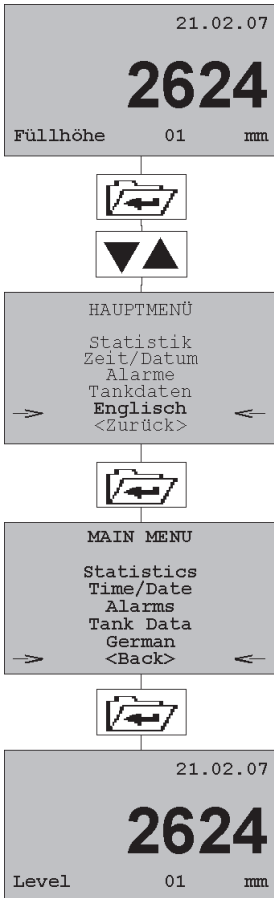 21.02.07
2624
Füllhöhe 01 mm
HAUPTMENÜ
Statistik
Zeit/Datum
Alarme
Tankdaten
Englisch
<Zurück>
MAIN MENU
Statistics
Time/Date
Alarms
Tank Data
German
<Back>
21.02.07
2624
Level 01 mm